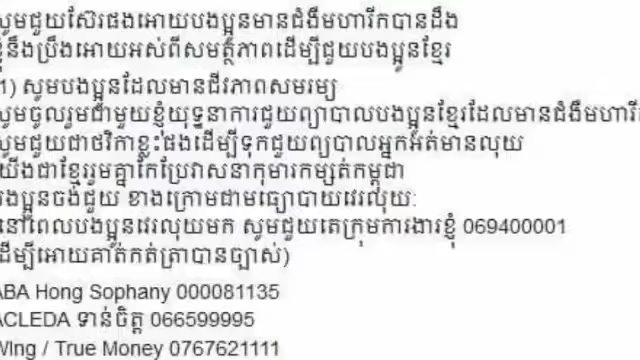 សូមជួយស៊ែរផងអោយបងប្អូនមានជំងឺមហារីកបានដឹង
ខ្ញុំនឹងប្រឹងអោយអស់ពីសមត្ថភាពដើម្បីជួយបងប្អូនខ្មែរ
១) សូមបងប្អូនដែលមានជីវភាពសមរម្យ
សូមចូលរួមជាមួយខ្ញុំយុទ្ធនាការជួយព្យាបាលបងប្អូនខ្មែរដែលមានជំងឺមហារីក
សូមជួយជាថវិកាខ្លះផងដើម្បីទុកជួយព្យបាលអ្នកអត់មានលុយ
យើងជាខ្មែររួមគ្នាកែប្រែវាសនាកុមារកម្សត់កម្ពុជា
បងប្អូនចង់ជួយ ខាងក្រោមជាមធ្យោបាយវេរលុយ:
នៅពេលបងប្អូនវេរលុយមក សូមជួយតេក្រុមការងារខ្ញុំ 069400001
ដើម្បីអោយគាត់កត់ត្រាបានច្បាស់)
ABA Hong Sophany 000081135
ACLEDA ទាន់ចិត្ត 066599995
WIng / True Money 0767621111